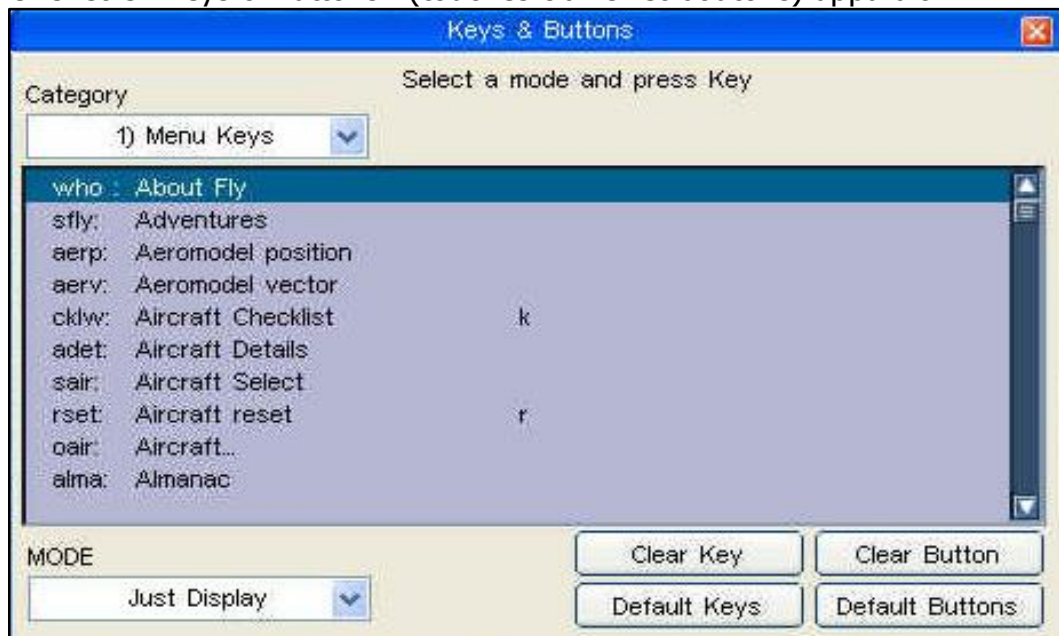 Keys & Buttons
Select a mode and press Key
Category
1) Menu Keys
who : About Fly
sfly: Adventures
aerp: Aeromodel position
aerv: Aeromodel vector
cklw: Aircraft Checklist k
adet: Aircraft Details
sair: Aircraft Select
rset: Aircraft reset r
oair: Aircraft...
alma: Almanac
MODE
Just Display
Clear Key
Clear Button
Default Keys
Default Buttons